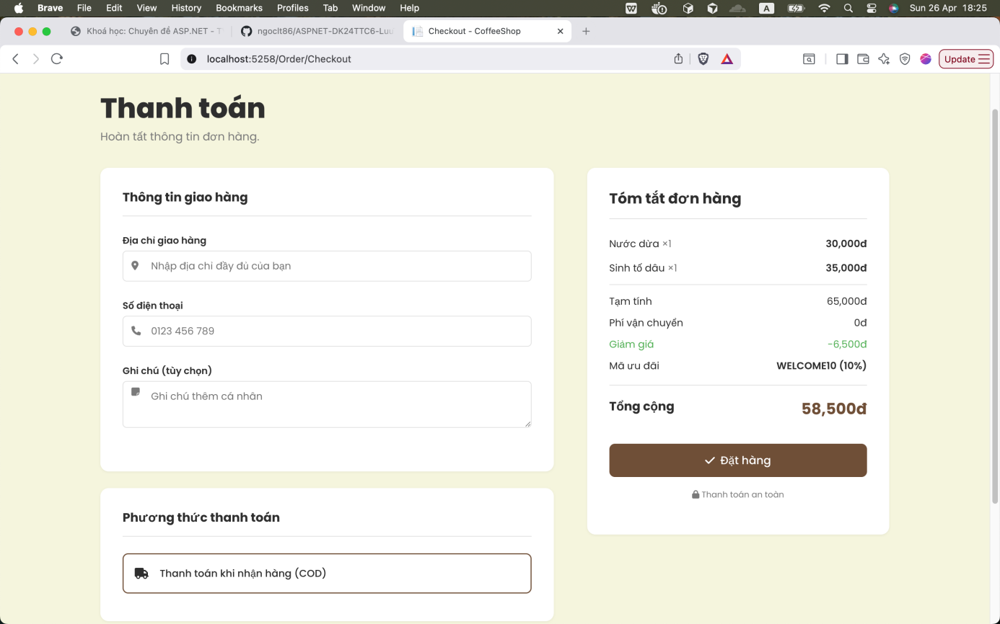 Brave File Edit View History Bookmarks Profiles Tab Window Help
A
Sun 26 Apr 18:25
Khoá học: Chuyên đề ASP.NET - T
ngoclt86/ASPNET-DK24TTC6-Luu
Checkout - CoffeeShop
localhost:5258/Order/Checkout
Update
Thanh toán
Hoàn tất thông tin đơn hàng.
Thông tin giao hàng
Địa chỉ giao hàng
Nhập địa chỉ đầy đủ của bạn
Số điện thoại
0123 456 789
Ghi chú (tùy chọn)
Ghi chú thêm cá nhân
Phương thức thanh toán
Thanh toán khi nhận hàng (COD)
Tóm tắt đơn hàng
Nước dừa ×1 30,000đ
Sinh tố dâu ×1 35,000đ
Tạm tính 65,000đ
Phí vận chuyển 0đ
Giảm giá -6,500đ
Mã ưu đãi WELCOME10 (10%)
Tổng cộng 58,500đ
Đặt hàng
Thanh toán an toàn